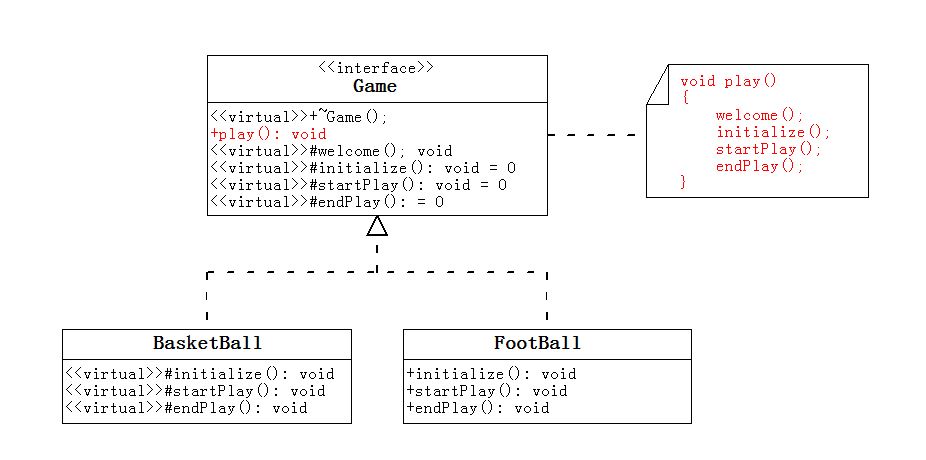 <<interface>>
Game
<<virtual>>+~Game();
+play(): void
<<virtual>>#welcome(); void
<<virtual>>#initialize(): void = 0
<<virtual>>#startPlay(): void = 0
<<virtual>>#endPlay(): = 0
void play()
{
welcome();
initialize();
startPlay();
endPlay();
}
BasketBall
<<virtual>>#initialize(): void
<<virtual>>#startPlay(): void
<<virtual>>#endPlay(): void
FootBall
+initialize(): void
+startPlay(): void
+endPlay(): void